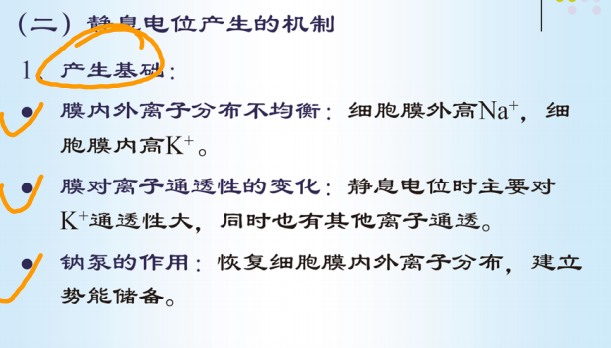 （二）静息电位产生的机制
1、产生基础：
● 膜内外离子分布不均衡：细胞膜外高Na⁺，细
胞膜内高K⁺。
● 膜对离子通透性的变化：静息电位时主要对
K⁺通透性大，同时也有其他离子通透。
● 钠泵的作用：恢复细胞膜内外离子分布，建立
势能储备。